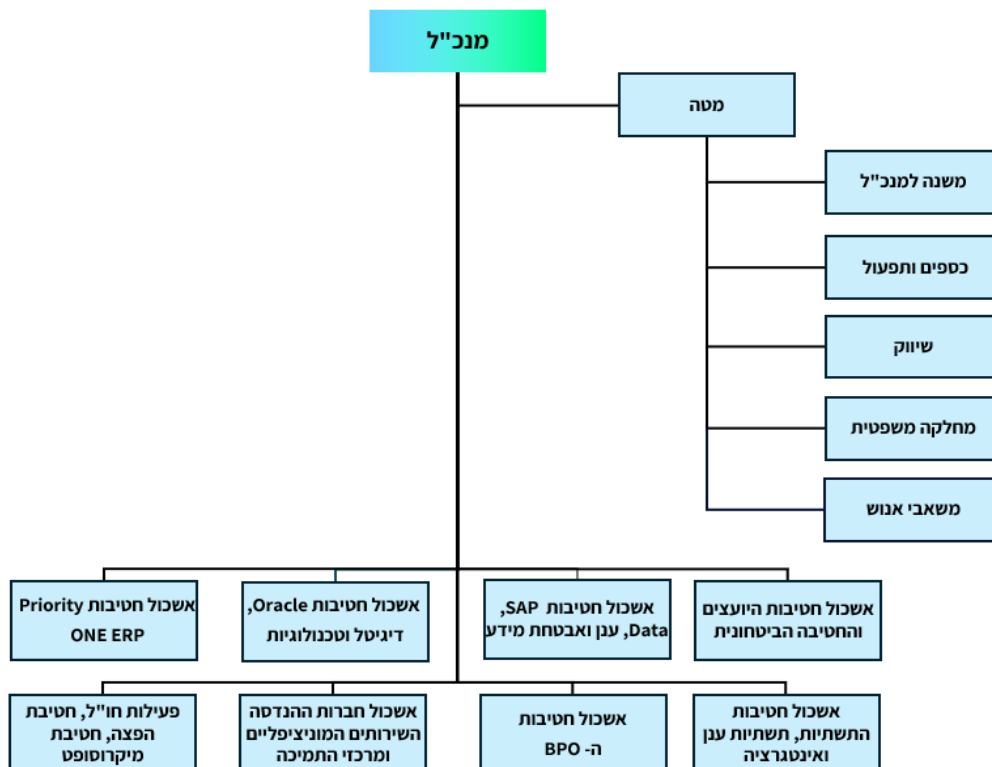 מנכ"ל
מטה
משנה למנכ"ל
כספים ותפעול
שיווק
מחלקה משפטית
משאבי אנוש
אשכול חטיבות היועצים
והחטיבה הביטחונית
אשכול חטיבות SAP,
Data, ענן ואבטחת מידע
אשכול חטיבות Oracle,
דיגיטל וטכנולוגיות
אשכול חטיבות Priority
ONE ERP
אשכול חטיבות
התשתיות, תשתיות ענן
ואינטגרציה
אשכול חטיבות
ה- BPO
אשכול חברות ההנדסה
השירותים המוניציפליים
ומרכזי התמיכה
פעילות חו"ל, חטיבת
הפצה, חטיבת
מיקרוסופט